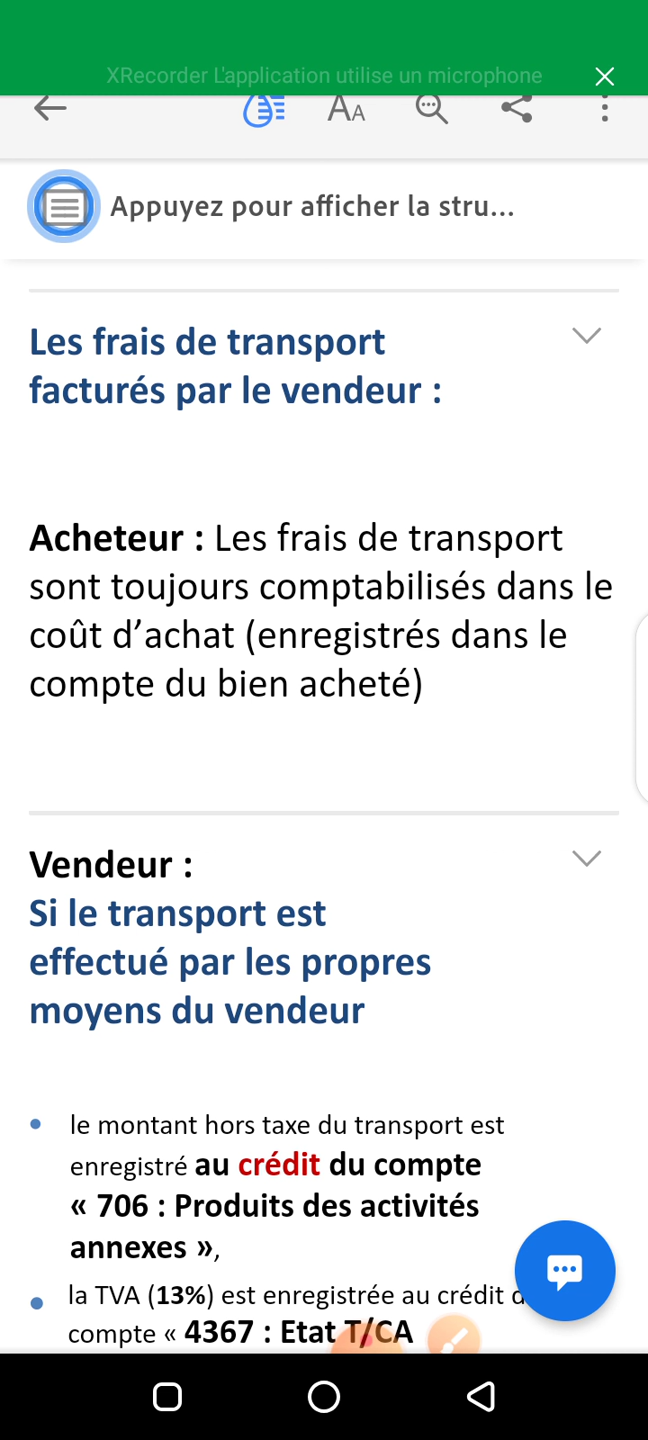 XRecorder L'application utilise un microphone
AA
Appuyez pour afficher la stru...
Les frais de transport
facturés par le vendeur :
Acheteur : Les frais de transport
sont toujours comptabilisés dans le
coût d’achat (enregistrés dans le
compte du bien acheté)
Vendeur :
Si le transport est
effectué par les propres
moyens du vendeur
• le montant hors taxe du transport est
enregistré au crédit du compte
« 706 : Produits des activités
annexes »,
• la TVA (13%) est enregistrée au crédit
compte « 4367 : Etat T/CA